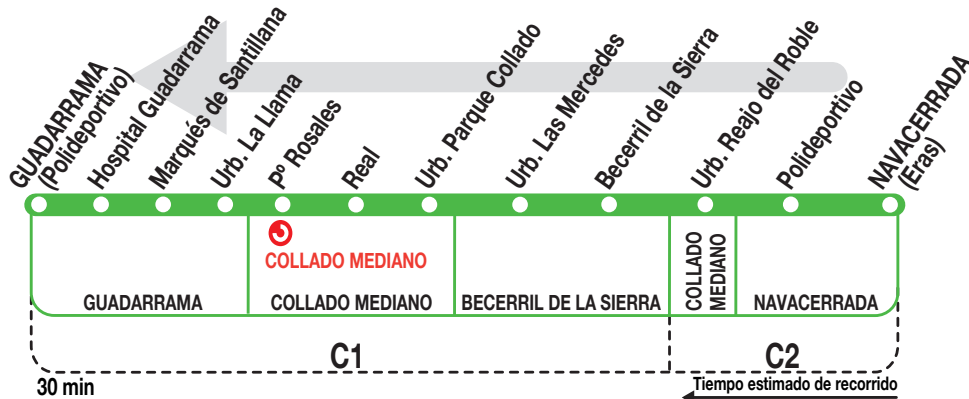 GUADARRAMA
(Polideportivo)
Hospital Guadarrama
Marqués de Santillana
Urb. La Llama
Pº Rosales
Real
Urb. Parque Collado
Urb. Las Mercedes
Becerril de la Sierra
Urb. Reajo del Roble
Polideportivo
NAVACERRADA
(Eras)
COLLADO MEDIANO
GUADARRAMA
COLLADO MEDIANO
BECERRIL DE LA SIERRA
COLLADO
MEDIANO
NAVACERRADA
C1
C2
30 min
Tiempo estimado de recorrido